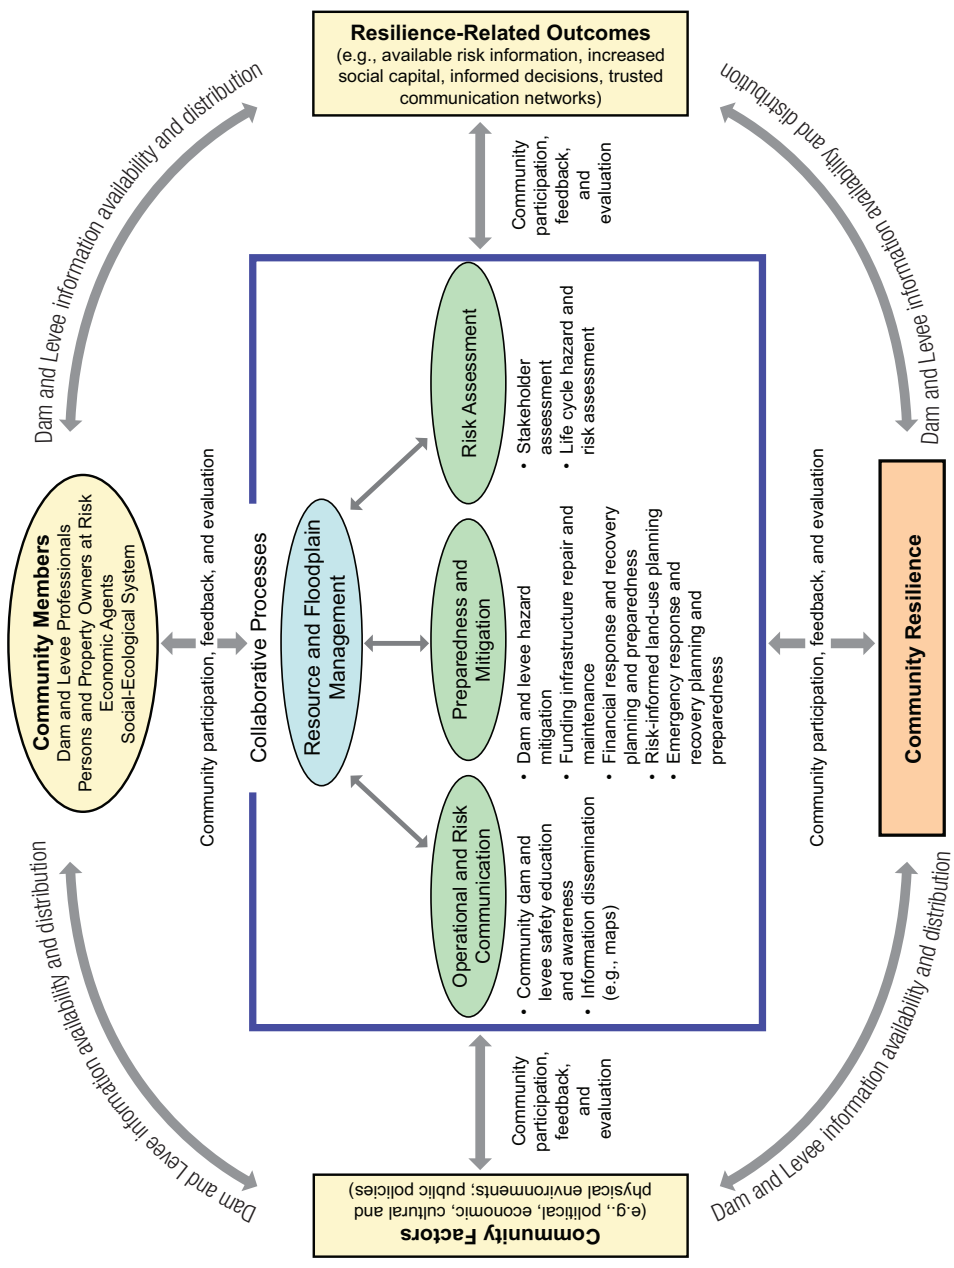 Community Members
Dam and Levee Professionals
Persons and Property Owners at Risk
Economic Agents
Social-Ecological System
Dam and Levee information availability and distribution
Dam and Levee information availability and distribution
Community participation, feedback, and evaluation
Community Factors
(e.g., political, economic, cultural and
physical environments; public policies)
Community
participation,
feedback,
and
evaluation
Collaborative Processes
Resource and Floodplain
Management
Operational and Risk
Communication
• Community dam and
levee safety education
and awareness
• Information dissemination
(e.g., maps)
Preparedness and
Mitigation
• Dam and levee hazard
mitigation
• Funding infrastructure repair and
maintenance
• Financial response and recovery
planning and preparedness
• Risk-informed land-use planning
• Emergency response and
recovery planning and
preparedness
Risk Assessment
• Stakeholder
assessment
• Life cycle hazard and
risk assessment
Community
participation,
feedback,
and
evaluation
Resilience-Related Outcomes
(e.g., available risk information, increased
social capital, informed decisions, trusted
communication networks)
Community participation, feedback, and evaluation
Dam and Levee information availability and distribution
Dam and Levee information availability and distribution
Community Resilience